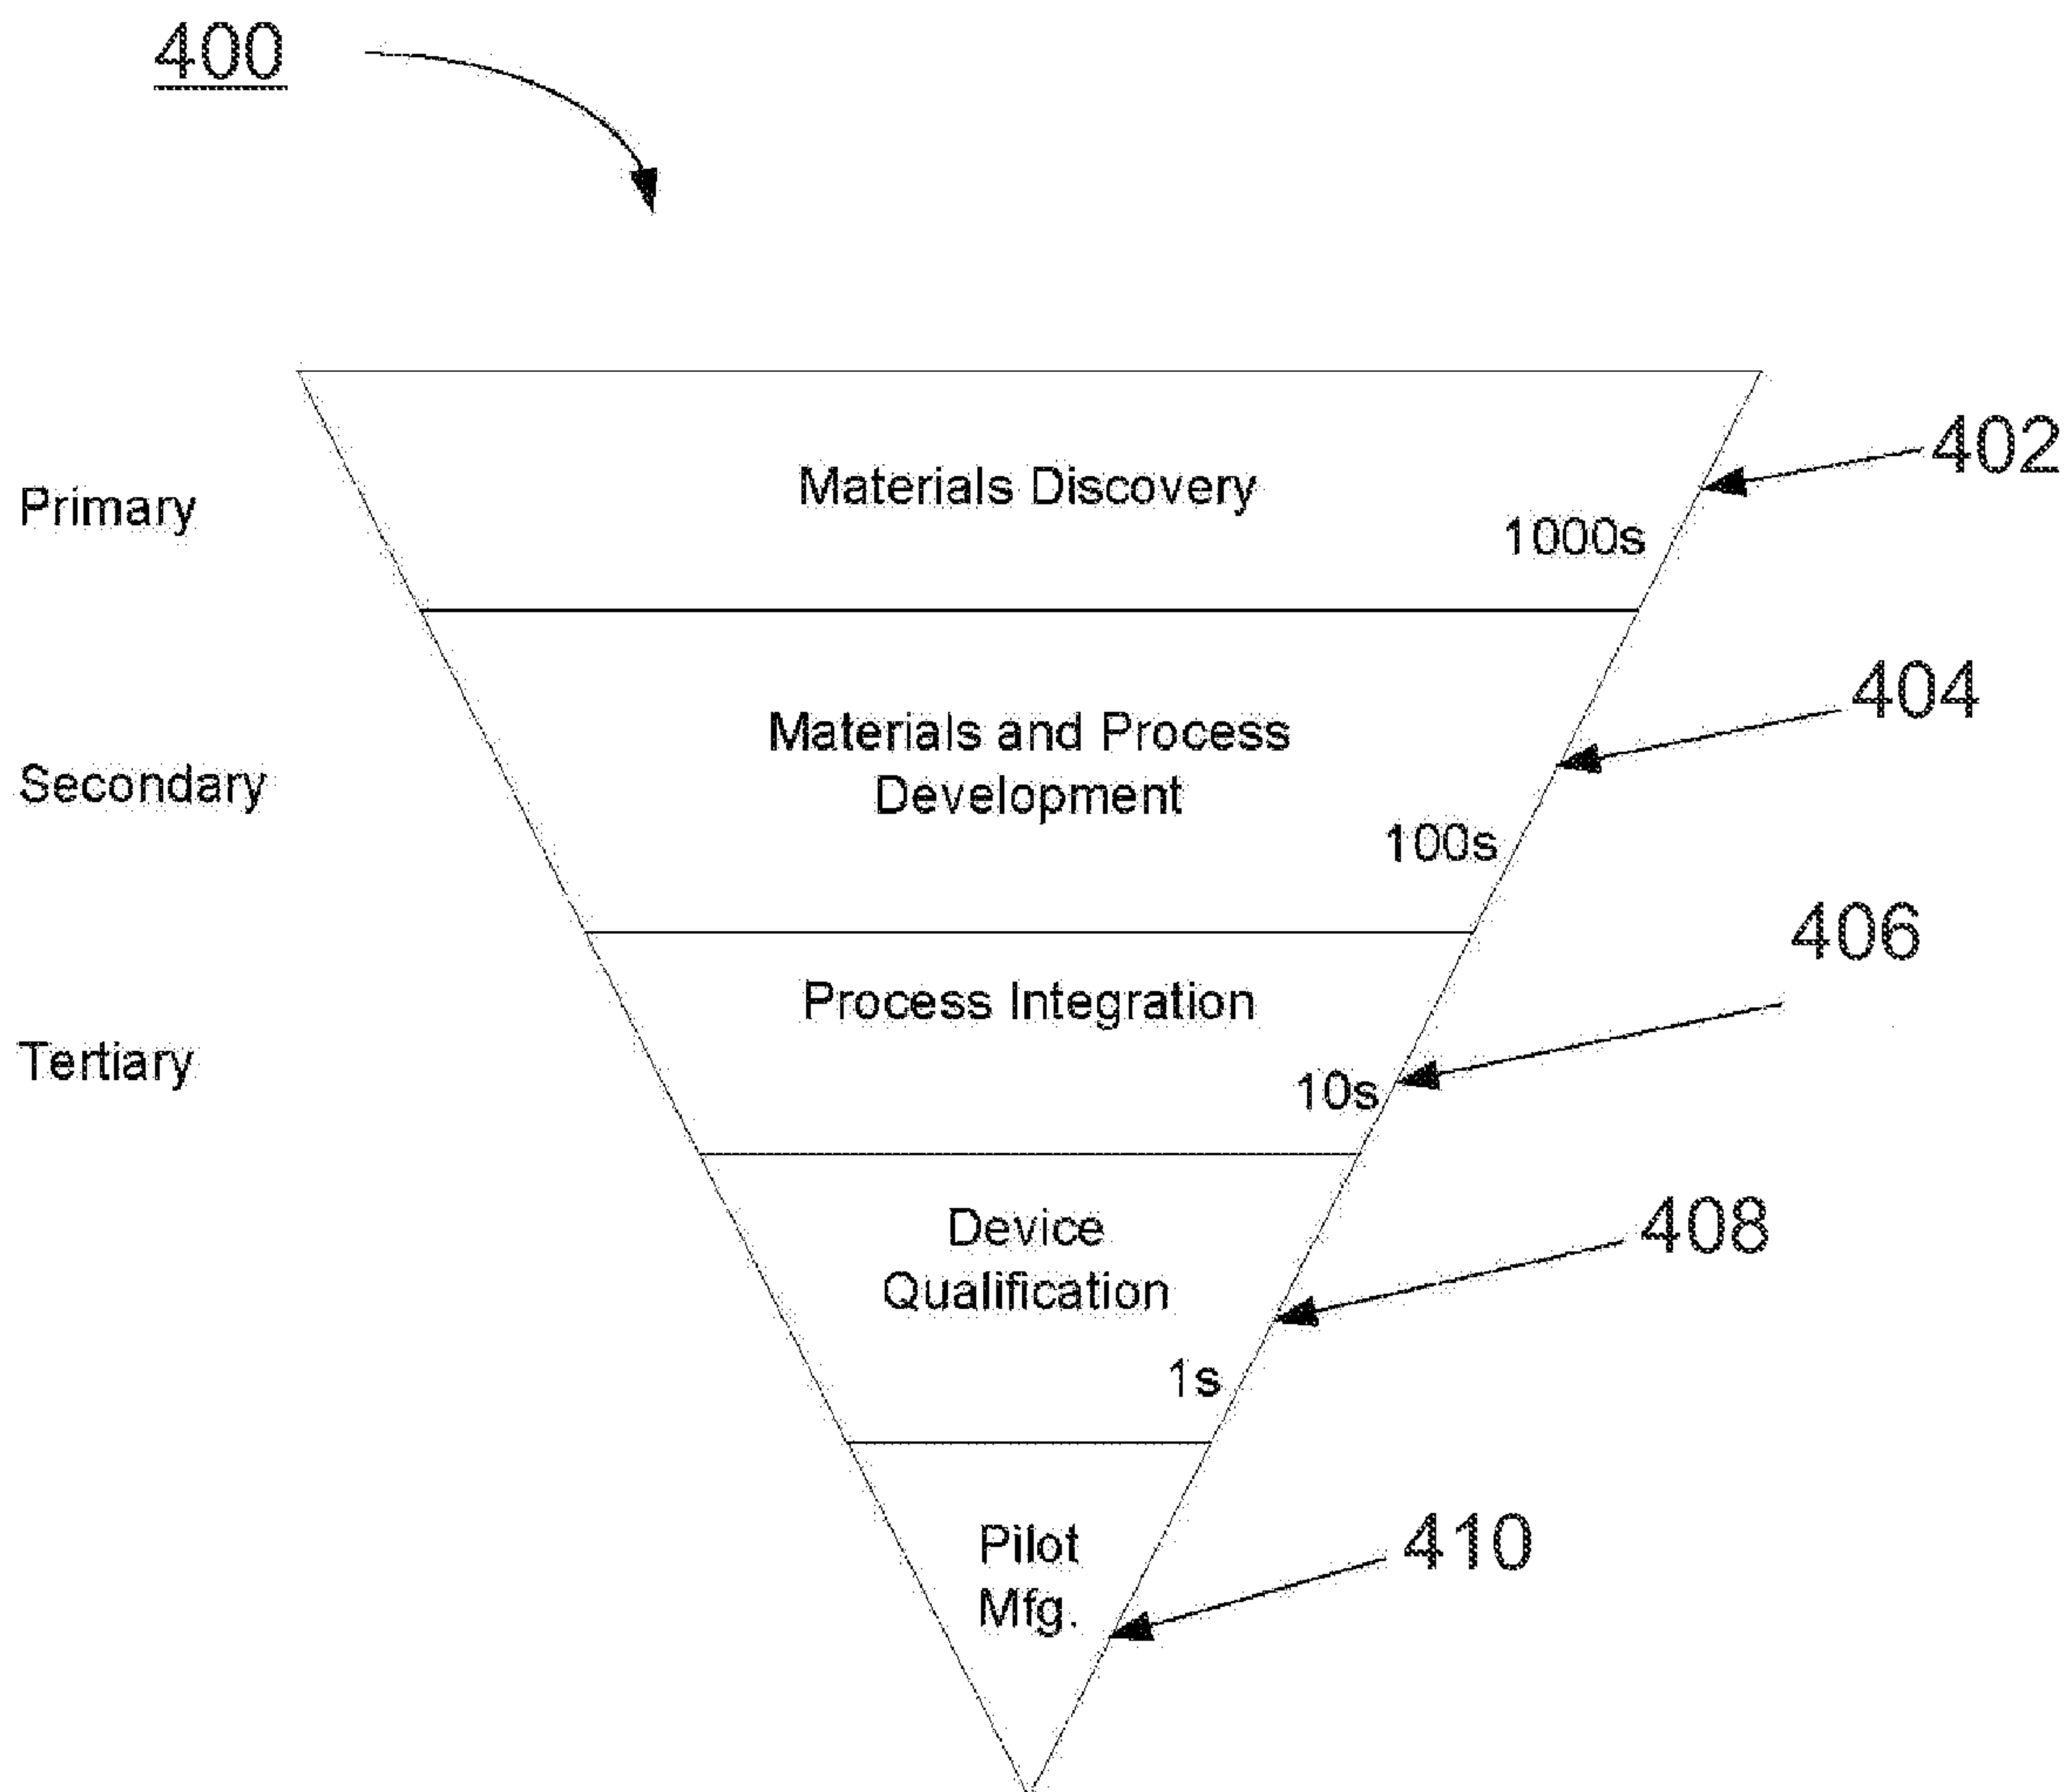 400
Materials Discovery
402
Primary
1000s
404
Materials and Process
Development
Secondary
100s
406
Process Integration
Tertiary
10s
408
Device
Qualification
1s
410
Pilot
Mfg.